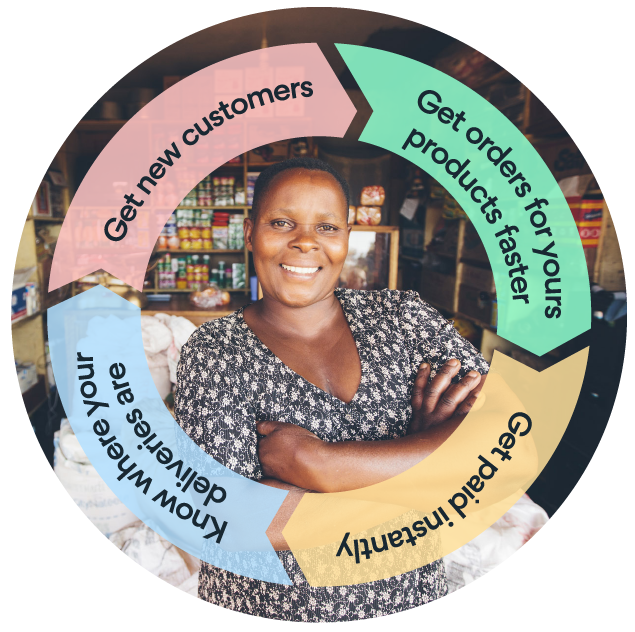 Get new customers
Get orders for yours
products faster
Get paid instantly
Know where your
deliveries are